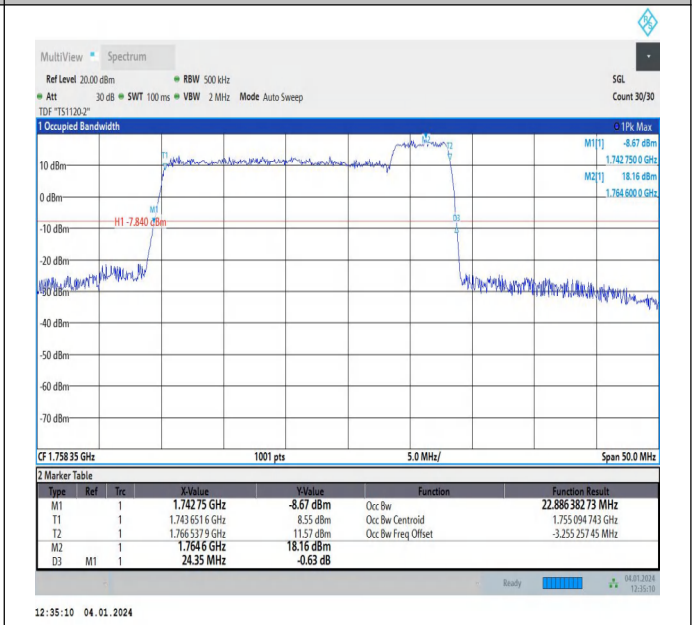 MultiView Spectrum
Ref Level 20.00 dBm RBW 500 kHz SGL
Att 30 dB SWT 100 ms VBW 2 MHz Mode Auto Sweep Count 30/30
TDF "TS1120-2"
1 Occupied Bandwidth 1Pk Max
M1[1] -8.67 dBm
1.742 750 0 GHz
M2[1] 18.16 dBm
1.764 600 0 GHz
M2
T1
T2
10 dBm
0 dBm
M1
D3
H1 -7.840 dBm
-10 dBm
-20 dBm
-30 dBm
-40 dBm
-50 dBm
-60 dBm
-70 dBm
CF 1.758 35 GHz 1001 pts 5.0 MHz/ Span 50.0 MHz
2 Marker Table
Type Ref Trc X-Value Y-Value Function Function Result
M1 1 1.742 75 GHz -8.67 dBm Occ Bw 22.886 382 73 MHz
T1 1 1.743 651 6 GHz 8.55 dBm Occ Bw Centroid 1.755 094 743 GHz
T2 1 1.766 537 9 GHz 11.57 dBm Occ Bw Freq Offset -3.255 257 45 MHz
M2 1 1.764 6 GHz 18.16 dBm
D3 M1 1 24.35 MHz -0.63 dB
Ready 04.01.2024
12:35:10
12:35:10 04.01.2024